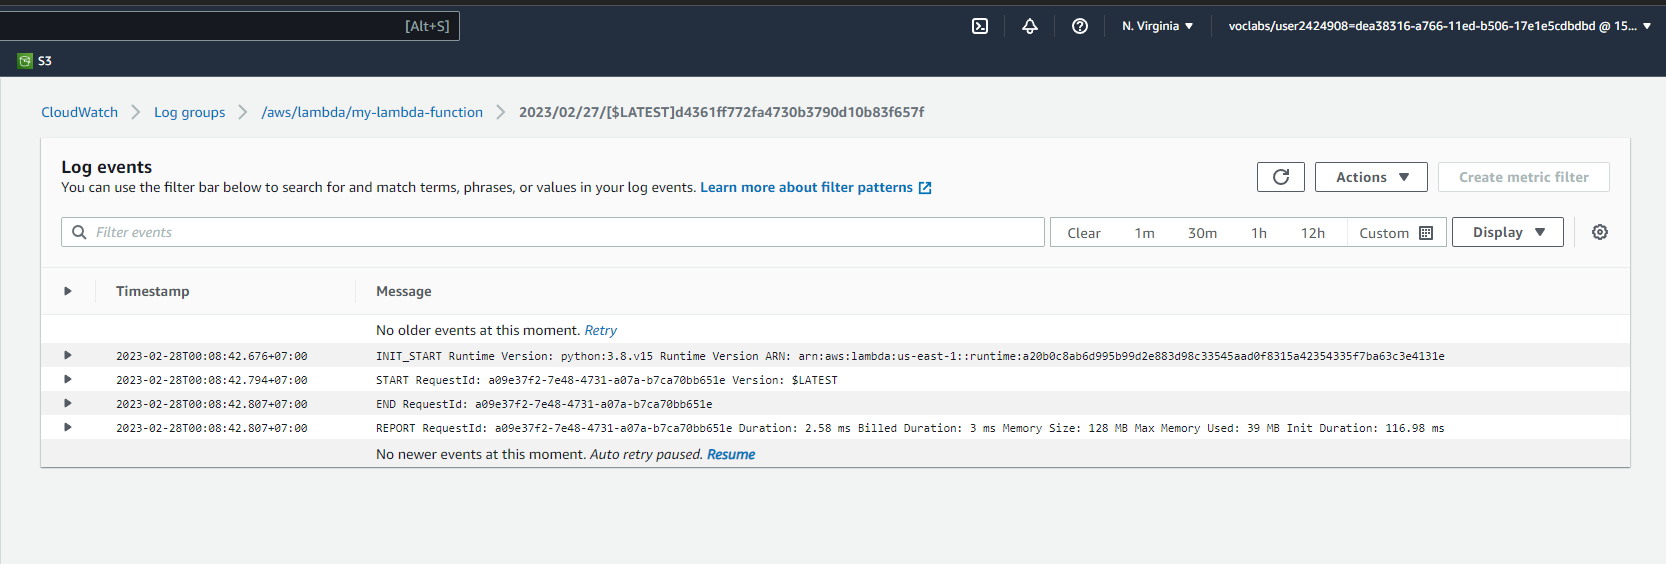 [Alt+S]
N. Virginia
voclabs/user2424908=dea38316-a766-11ed-b506-17e1e5cdbdbd @ 15...
S3
CloudWatch
Log groups
/aws/lambda/my-lambda-function
2023/02/27/[$LATEST]d4361ff772fa4730b3790d10b83f657f
Log events
You can use the filter bar below to search for and match terms, phrases, or values in your log events. Learn more about filter patterns
Actions
Create metric filter
Filter events
Clear 1m 30m 1h 12h Custom
Display
Timestamp Message
No older events at this moment. Retry
2023-02-28T00:08:42.676+07:00 INIT_START Runtime Version: python:3.8.v15 Runtime Version ARN: arn:aws:lambda:us-east-1::runtime:a20b0c8ab6d995b99d2e883d98c33545aad0f8315a42354335f7ba63c3e4131e
2023-02-28T00:08:42.794+07:00 START RequestId: a09e37f2-7e48-4731-a07a-b7ca70bb651e Version: $LATEST
2023-02-28T00:08:42.807+07:00 END RequestId: a09e37f2-7e48-4731-a07a-b7ca70bb651e
2023-02-28T00:08:42.807+07:00 REPORT RequestId: a09e37f2-7e48-4731-a07a-b7ca70bb651e Duration: 2.58 ms Billed Duration: 3 ms Memory Size: 128 MB Max Memory Used: 39 MB Init Duration: 116.98 ms
No newer events at this moment. Auto retry paused. Resume